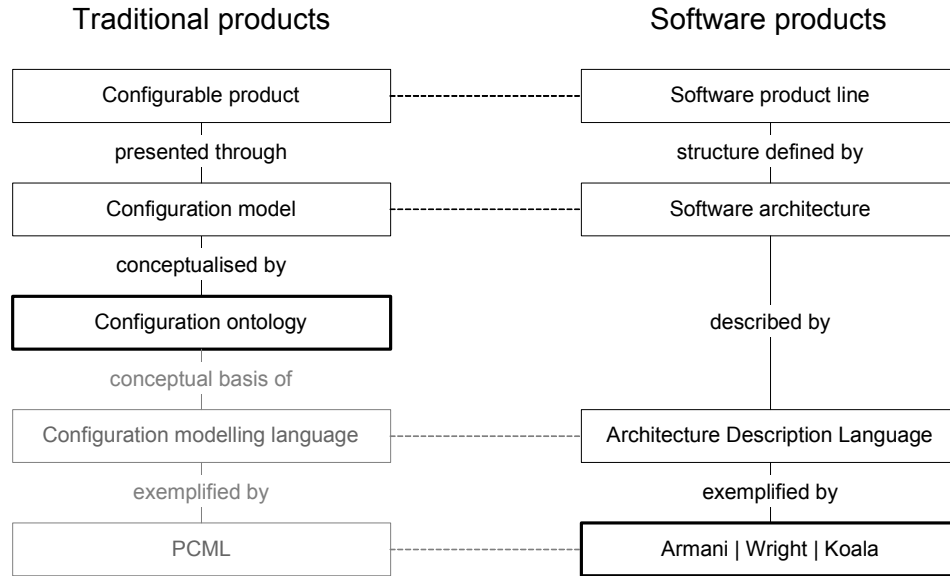 Traditional products Software products
Configurable product Software product line
presented through structure defined by
Configuration model Software architecture
conceptualised by
Configuration ontology described by
conceptual basis of
Configuration modelling language Architecture Description Language
exemplified by exemplified by
PCML Armani | Wright | Koala